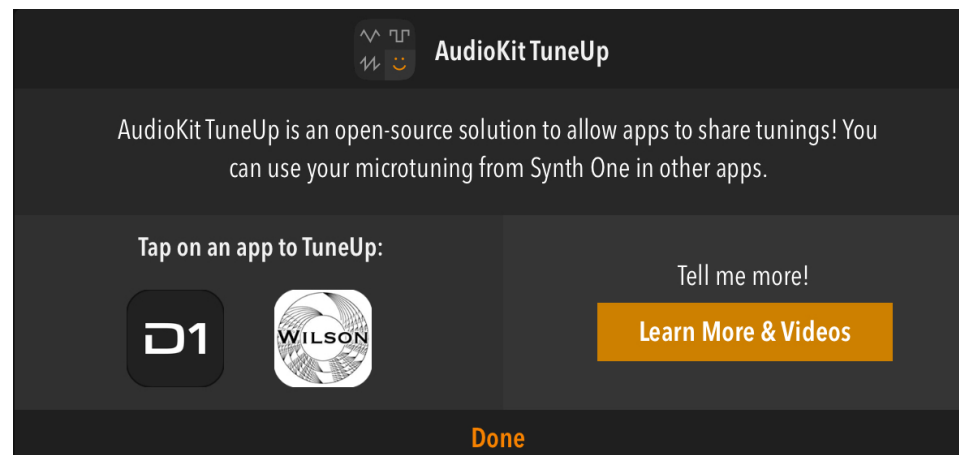 AudioKit TuneUp
AudioKit TuneUp is an open-source solution to allow apps to share tunings! You
can use your microtuning from Synth One in other apps.
Tap on an app to TuneUp:
D1
WILSON
Tell me more!
Learn More & Videos
Done